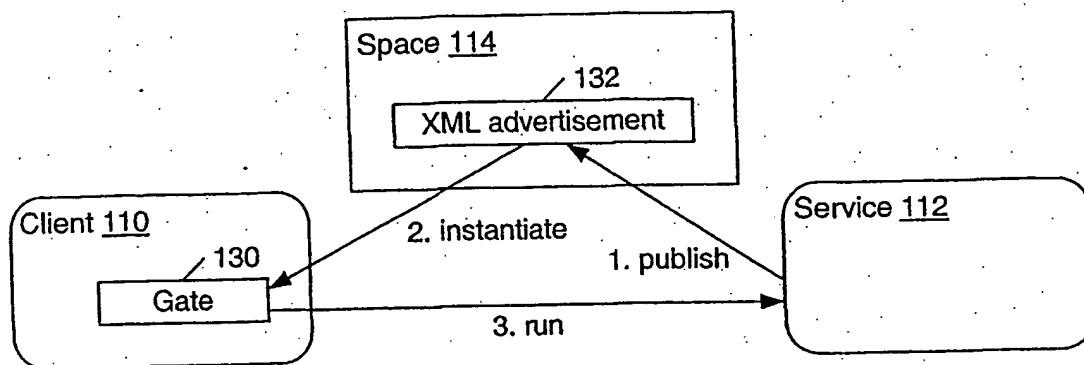 Space 114
132
XML advertisement
Client 110
2. instantiate
Service 112
130
1. publish
Gate
3. run